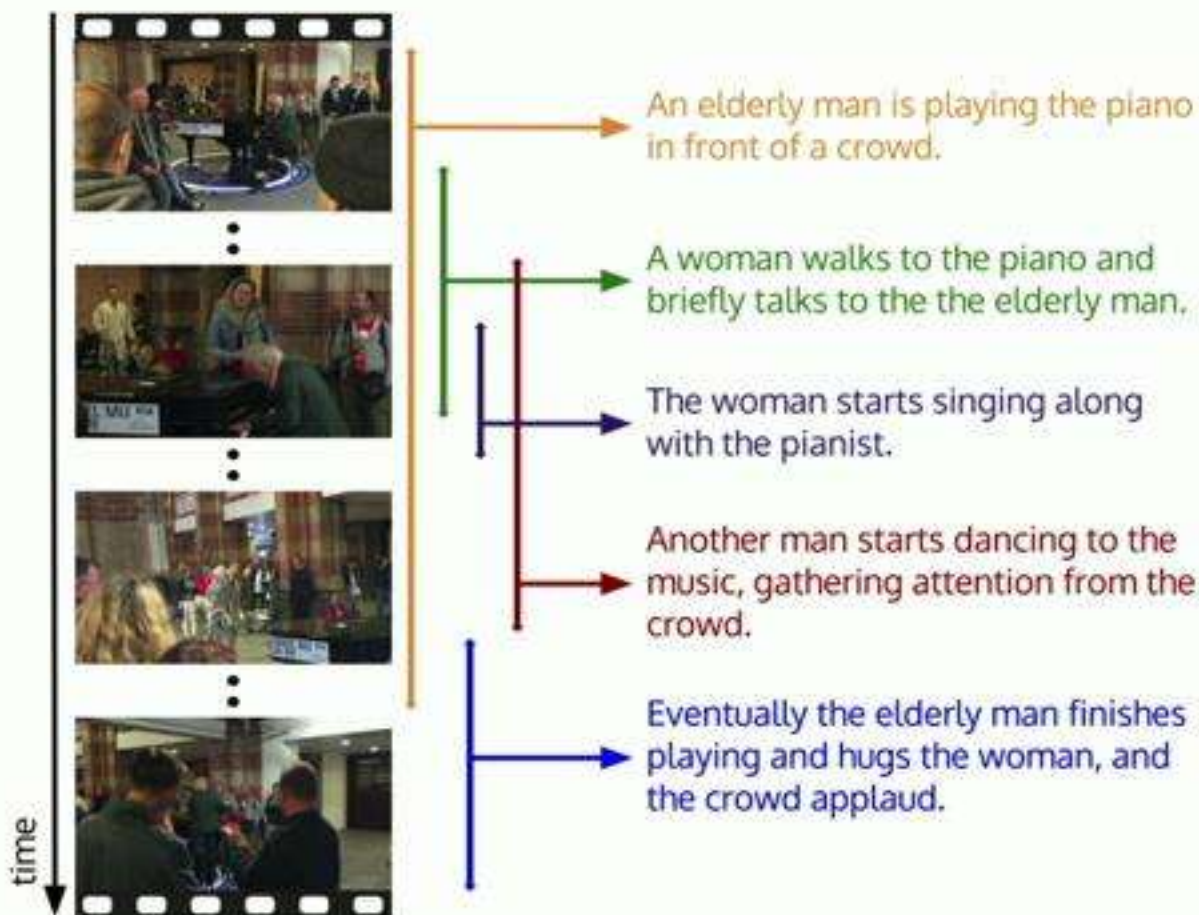 An elderly man is playing the piano
in front of a crowd.
A woman walks to the piano and
briefly talks to the the elderly man.
The woman starts singing along
with the pianist.
Another man starts dancing to the
music, gathering attention from the
crowd.
Eventually the elderly man finishes
playing and hugs the woman, and
the crowd applaud.
time